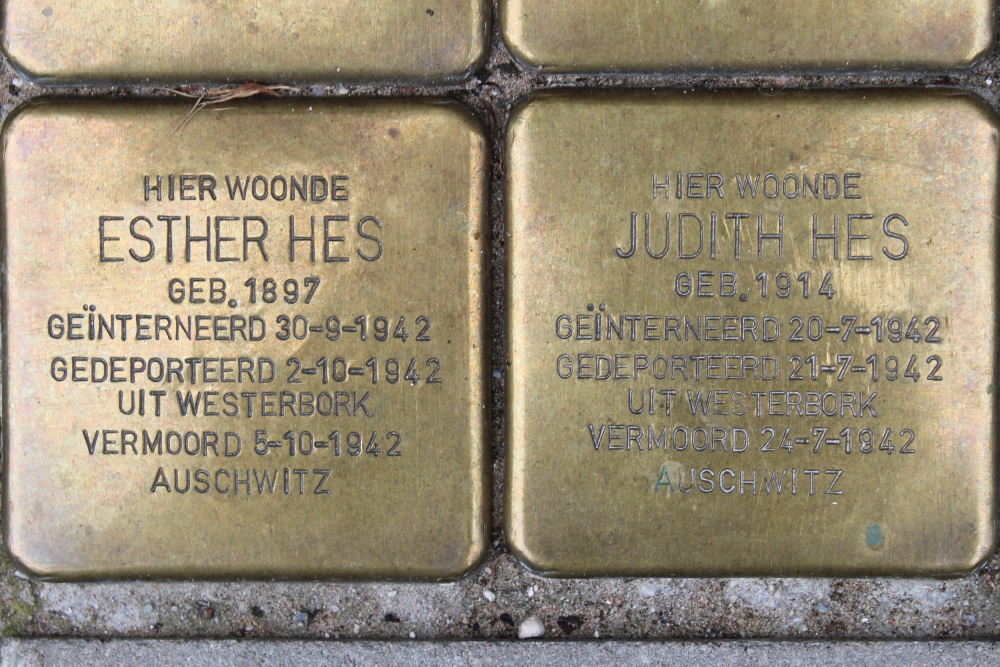 HIER WOONDE
ESTHER HES
GEB. 1897
GEÏNTERNEERD 30-9-1942
GEDEPORTEERD 2-10-1942
UIT WESTERBORK
VERMOORD 5-10-1942
AUSCHWITZ
HIER WOONDE
JUDITH HES
GEB. 1914
GEÏNTERNEERD 20-7-1942
GEDEPORTEERD 21-7-1942
UIT WESTERBORK
VERMOORD 24-7-1942
AUSCHWITZ